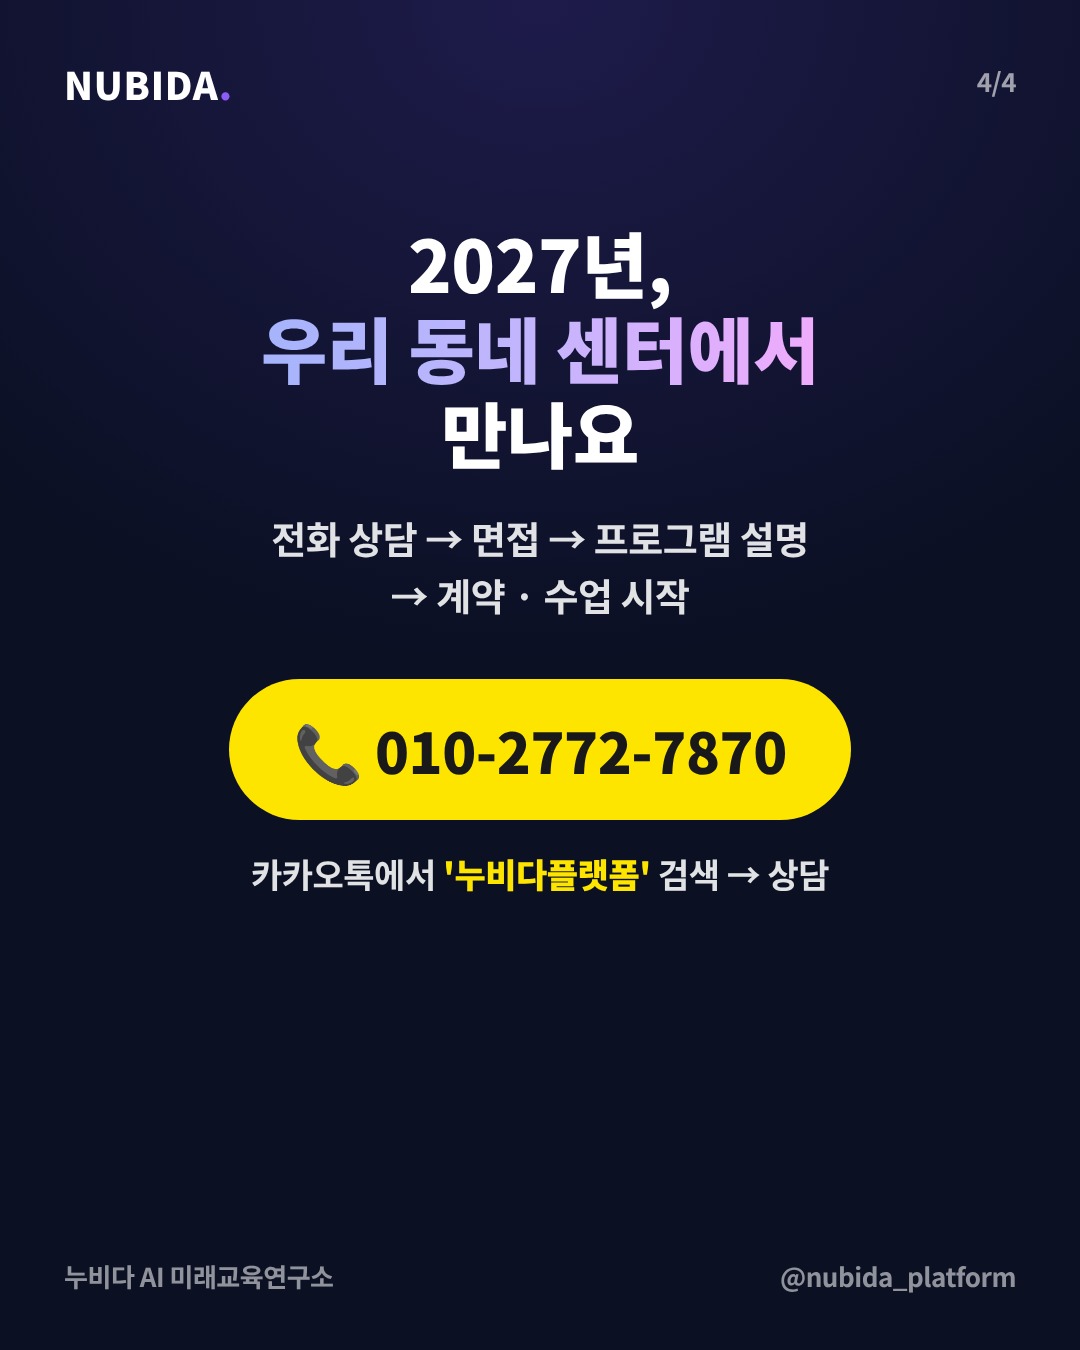 NUBIDA.
4/4
2027년,
우리 동네 센터에서
만나요
전화 상담 → 면접 → 프로그램 설명
→ 계약 · 수업 시작
📞 010-2772-7870
카카오톡에서 '누비다플랫폼' 검색 → 상담
누비다 AI 미래교육연구소
@nubida_platform